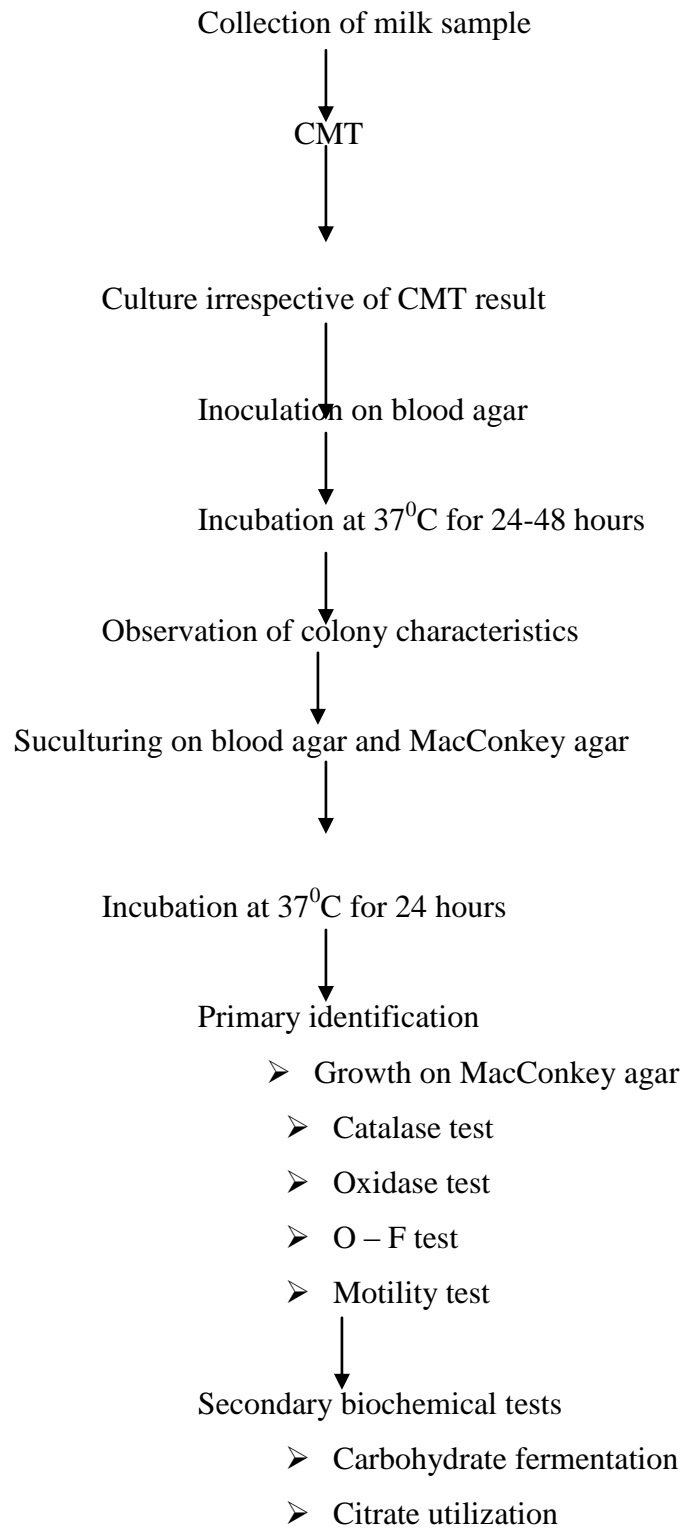 Collection of milk sample
CMT
Culture irrespective of CMT result
Inoculation on blood agar
Incubation at 37⁰C for 24-48 hours
Observation of colony characteristics
Suculturing on blood agar and MacConkey agar
Incubation at 37⁰C for 24 hours
Primary identification
➢ Growth on MacConkey agar
➢ Catalase test
➢ Oxidase test
➢ O – F test
➢ Motility test
Secondary biochemical tests
➢ Carbohydrate fermentation
➢ Citrate utilization